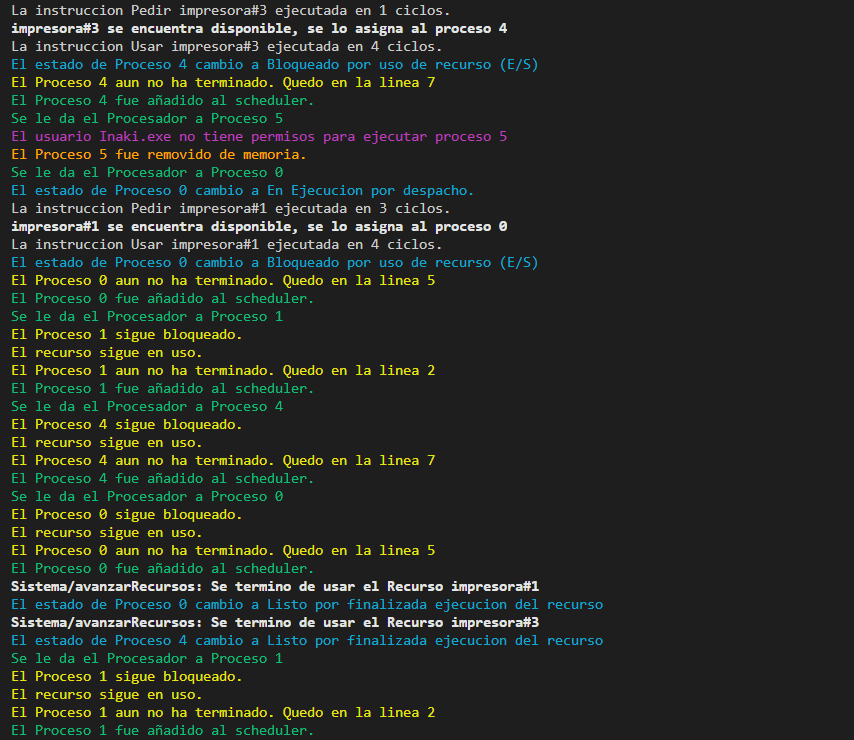 La instruccion Pedir impresora#3 ejecutada en 1 ciclos.
impresora#3 se encuentra disponible, se lo asigna al proceso 4
La instruccion Usar impresora#3 ejecutada en 4 ciclos.
El estado de Proceso 4 cambio a Bloqueado por uso de recurso (E/S)
El Proceso 4 aun no ha terminado. Quedo en la linea 7
El Proceso 4 fue añadido al scheduler.
Se le da el Procesador a Proceso 5
El usuario Inaki.exe no tiene permisos para ejecutar proceso 5
El Proceso 5 fue removido de memoria.
Se le da el Procesador a Proceso 0
El estado de Proceso 0 cambio a En Ejecucion por despacho.
La instruccion Pedir impresora#1 ejecutada en 3 ciclos.
impresora#1 se encuentra disponible, se lo asigna al proceso 0
La instruccion Usar impresora#1 ejecutada en 4 ciclos.
El estado de Proceso 0 cambio a Bloqueado por uso de recurso (E/S)
El Proceso 0 aun no ha terminado. Quedo en la linea 5
El Proceso 0 fue añadido al scheduler.
Se le da el Procesador a Proceso 1
El Proceso 1 sigue bloqueado.
El recurso sigue en uso.
El Proceso 1 aun no ha terminado. Quedo en la linea 2
El Proceso 1 fue añadido al scheduler.
Se le da el Procesador a Proceso 4
El Proceso 4 sigue bloqueado.
El recurso sigue en uso.
El Proceso 4 aun no ha terminado. Quedo en la linea 7
El Proceso 4 fue añadido al scheduler.
Se le da el Procesador a Proceso 0
El Proceso 0 sigue bloqueado.
El recurso sigue en uso.
El Proceso 0 aun no ha terminado. Quedo en la linea 5
El Proceso 0 fue añadido al scheduler.
Sistema/avanzarRecursos: Se termino de usar el Recurso impresora#1
El estado de Proceso 0 cambio a Listo por finalizada ejecucion del recurso
Sistema/avanzarRecursos: Se termino de usar el Recurso impresora#3
El estado de Proceso 4 cambio a Listo por finalizada ejecucion del recurso
Se le da el Procesador a Proceso 1
El Proceso 1 sigue bloqueado.
El recurso sigue en uso.
El Proceso 1 aun no ha terminado. Quedo en la linea 2
El Proceso 1 fue añadido al scheduler.